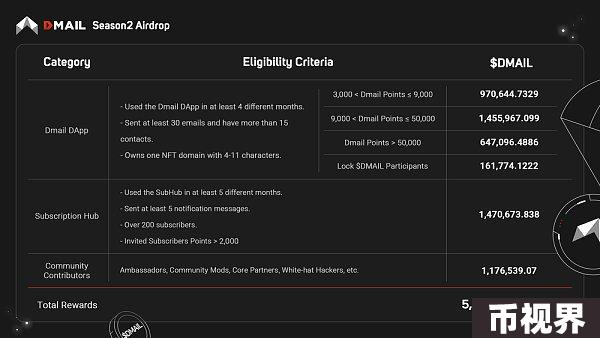 DMAIL Season2 Airdrop
Category Eligibility Criteria $DMAIL
Dmail DApp
- Used the Dmail DApp in at least 4 different months.
- Sent at least 30 emails and have more than 15
contacts.
- Owns one NFT domain with 4-11 characters.
3,000 < Dmail Points ≤ 9,000 970,644.7329
9,000 < Dmail Points ≤ 50,000 1,455,967.099
Dmail Points > 50,000 647,096.4886
Lock $DMAIL Participants 161,774.1222
Subscription Hub
- Used the SubHub in at least 5 different months.
- Sent at least 5 notification messages.
- Over 200 subscribers.
- Invited Subscribers Points > 2,000
1,470,673.838
Community
Contributors
Ambassadors, Community Mods, Core Partners, White-hat Hackers, etc. 1,176,539.07
Total Rewards 5,
币视界
$DMAIL